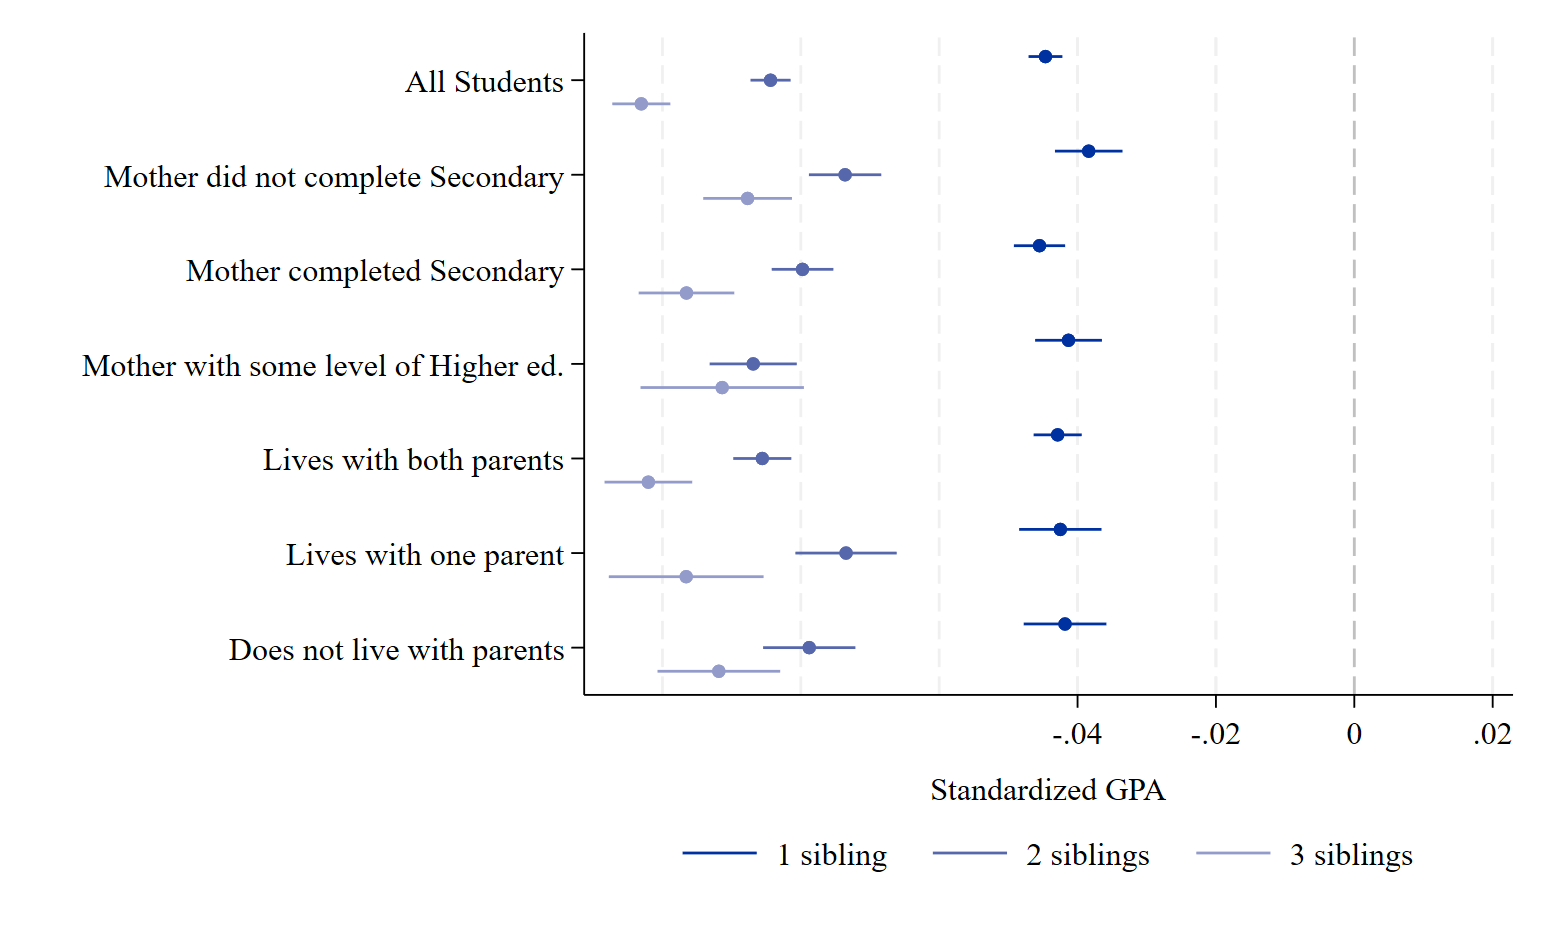 All Students
Mother did not complete Secondary
Mother completed Secondary
Mother with some level of Higher ed.
Lives with both parents
Lives with one parent
Does not live with parents
-.04 -.02 0 .02
Standardized GPA
1 sibling 2 siblings 3 siblings